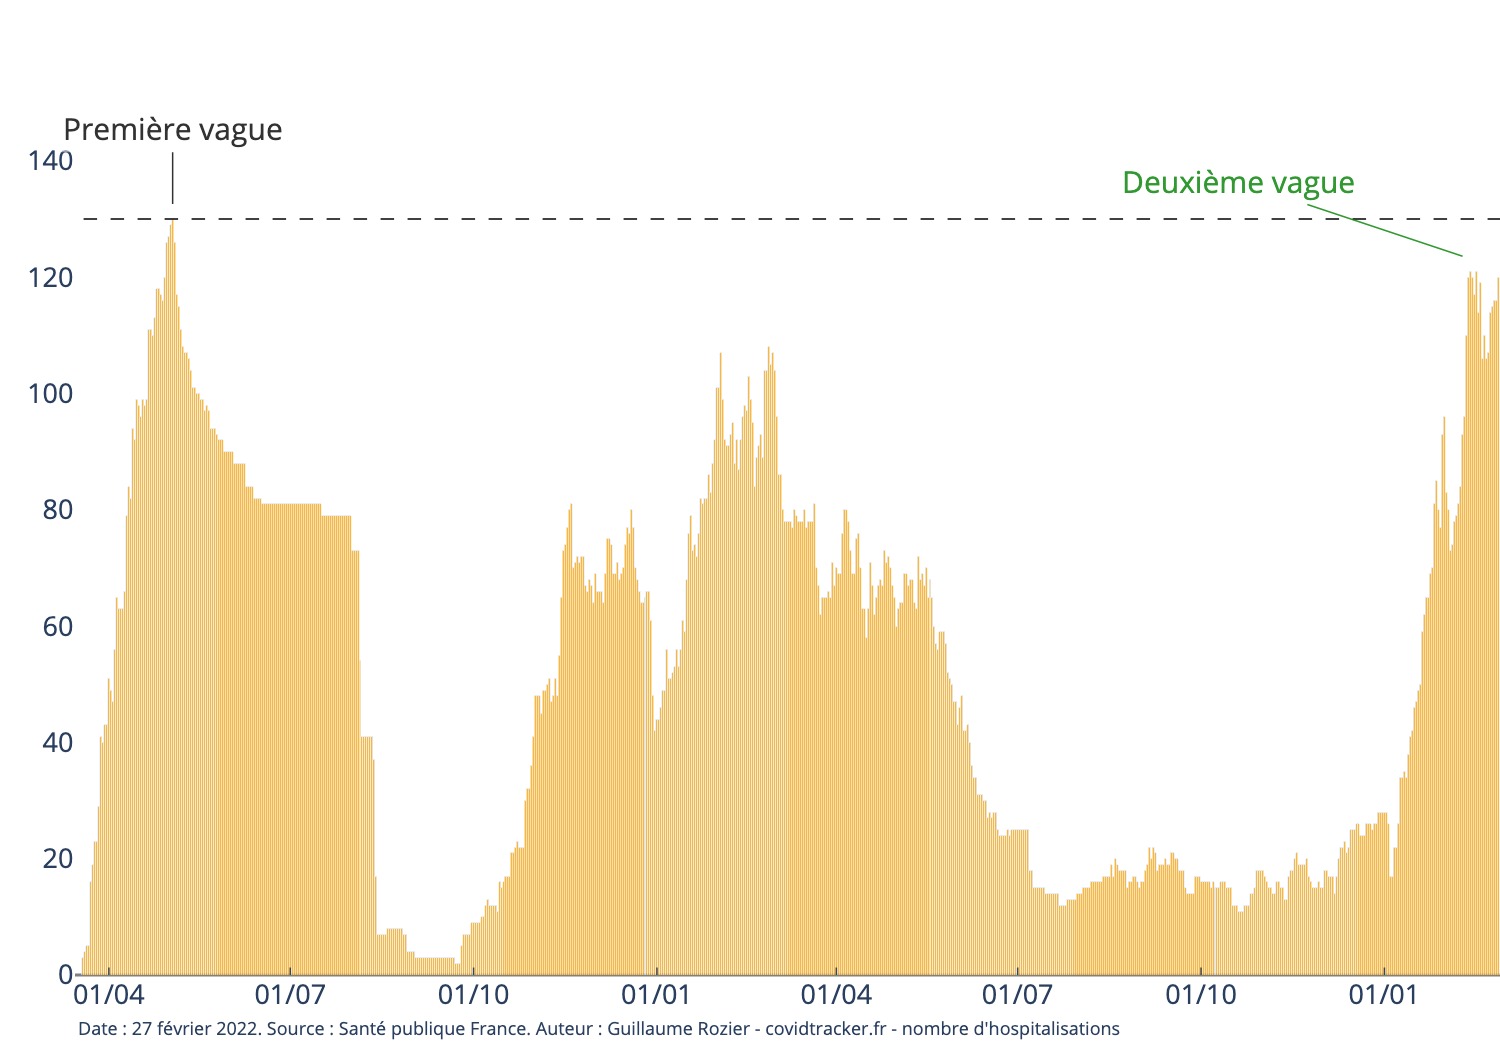 Première vague
140
Deuxième vague
120
100
80
60
40
20
0
01/04 01/07 01/10 01/01 01/04 01/07 01/10 01/01
Date : 27 février 2022. Source : Santé publique France. Auteur : Guillaume Rozier - covidtracker.fr - nombre d'hospitalisations